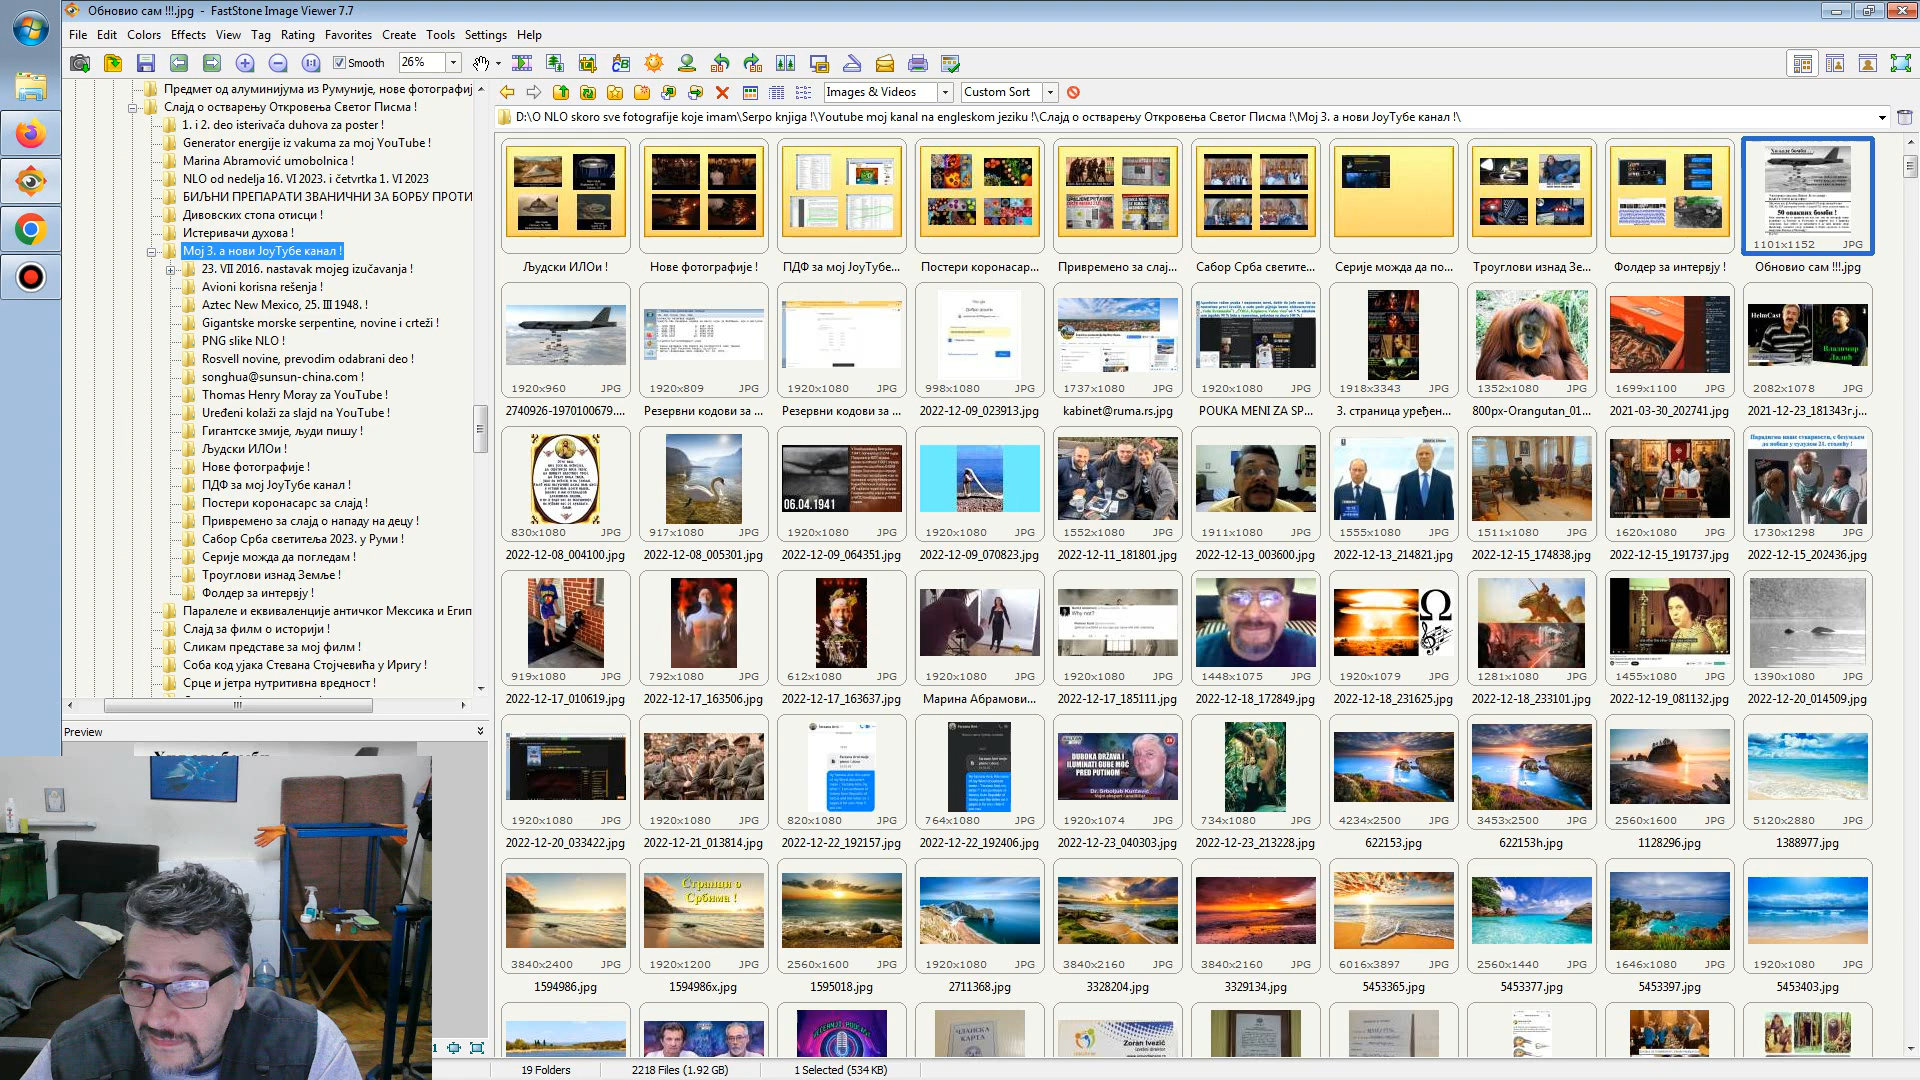 Обновио сам !!!.jpg - FastStone Image Viewer 7.7
File Edit Colors Effects View Tag Rating Favorites Create Tools Settings Help
Smooth 26%
Images & Videos Custom Sort
D:\O NLO skoro sve fotografije koje imam\Serpo knjiga !\Youtube moj kanal na engleskom jeziku !\Слајд о остварењу Откровења Светог Писма !\Мој 3. а нови ЈоуТубе канал !\
Предмет од алуминијума из Румуније, нове фотографиј
Слајд о остварењу Откровења Светог Писма !
1. i 2. deo isterivača duhova za poster !
Generator energije iz vakuma za moj YouTube !
Marina Abramović umobolnica !
NLO od nedelja 16. VI 2023. i četvrtka 1. VI 2023
БИЉНИ ПРЕПАРАТИ ЗВАНИЧНИ ЗА БОРБУ ПРОТИ
Дивовских стопа отисци !
Истеривачи духова !
Мој 3. а нови ЈоуТубе канал !
23. VII 2016. nastavak mojeg izučavanja !
Avioni korisna rešenja !
Aztec New Mexico, 25. III 1948. !
Gigantske morske serpentine, novine i crteži !
PNG slike NLO !
Rosvell novine, prevodim odabrani deo !
songhua@sunsun-china.com !
Thomas Henry Moray za YouTube !
Uređeni kolaži za slajd na YouTube !
Гигантске змије, људи пишу !
Људски ИЛОи !
Нове фотографије !
ПДФ за мој ЈоуТубе канал !
Постери коронасарс за слајд !
Привремено за слајд о нападу на децу !
Сабор Срба светитеља 2023. у Руми !
Серије можда да погледам !
Троуглови изнад Земље !
Фолдер за интервју !
Паралеле и еквиваленције античког Мексика и Егип
Слајд за филм о историји !
Сликам представе за мој филм !
Соба код ујака Стевана Стојчевића у Иригу !
Срце и јетра нутритивна вредност !
Preview
50 оваквих бомби !
1101x1152 JPG
Људски ИЛОи ! Нове фотографије ! ПДФ за мој ЈоуТубе... Постери коронасар... Привремено за слај... Сабор Срба светите... Серије можда да по... Троуглови изнад Зе... Фолдер за интервју ! Обновио сам !!!.jpg
HelmCast
Владимир
Далић
1920x960 JPG 1920x809 JPG 1920x1080 JPG 998x1080 JPG 1737x1080 JPG 1920x1080 JPG 1918x3343 JPG 1352x1080 JPG 1699x1100 JPG 2082x1078 JPG
2740926-1970100679.... Резервни кодови за ... Резервни кодови за ... 2022-12-09_023913.jpg kabinet@ruma.rs.jpg POUKA MENI ZA SP... 3. страница уређен... 800px-Orangutan_01... 2021-03-30_202741.jpg 2021-12-23_181343r.j...
06.04.1941
830x1080 JPG 917x1080 JPG 1920x1080 JPG 1920x1080 JPG 1552x1080 JPG 1911x1080 JPG 1555x1080 JPG 1511x1080 JPG 1620x1080 JPG 1730x1298 JPG
2022-12-08_004100.jpg 2022-12-08_005301.jpg 2022-12-09_064351.jpg 2022-12-09_070823.jpg 2022-12-11_181801.jpg 2022-12-13_003600.jpg 2022-12-13_214821.jpg 2022-12-15_174838.jpg 2022-12-15_191737.jpg 2022-12-15_202436.jpg
Why not?
Ω
919x1080 JPG 792x1080 JPG 612x1080 JPG 1920x1080 JPG 1920x1080 JPG 1448x1075 JPG 1920x1079 JPG 1281x1080 JPG 1455x1080 JPG 1390x1080 JPG
2022-12-17_010619.jpg 2022-12-17_163506.jpg 2022-12-17_163637.jpg Марина Абрамови... 2022-12-17_185111.jpg 2022-12-18_172849.jpg 2022-12-18_231625.jpg 2022-12-18_233101.jpg 2022-12-19_081132.jpg 2022-12-20_014509.jpg
DUBOKA DRŽAVA I
ILUMINATI GUBE MOĆ
PRED PUTINOM
1920x1080 JPG 1920x1080 JPG 820x1080 JPG 764x1080 JPG 1920x1074 JPG 734x1080 JPG 4234x2500 JPG 3453x2500 JPG 2560x1600 JPG 5120x2880 JPG
2022-12-20_033422.jpg 2022-12-21_013814.jpg 2022-12-22_192157.jpg 2022-12-22_192406.jpg 2022-12-23_040303.jpg 2022-12-23_213228.jpg 622153.jpg 622153h.jpg 1128296.jpg 1388977.jpg
Странци о
Србима !
3840x2400 JPG 1920x1200 JPG 2560x1600 JPG 1920x1080 JPG 3840x2160 JPG 3840x2160 JPG 6016x3897 JPG 2560x1440 JPG 1646x1080 JPG 1920x1080 JPG
1594986.jpg 1594986x.jpg 1595018.jpg 2711368.jpg 3328204.jpg 3329134.jpg 5453365.jpg 5453377.jpg 5453397.jpg 5453403.jpg
ЧЛАНСКА
КАРТА
Zoran Ivezić
19 Folders 2218 Files (1.92 GB) 1 Selected (534 KB)